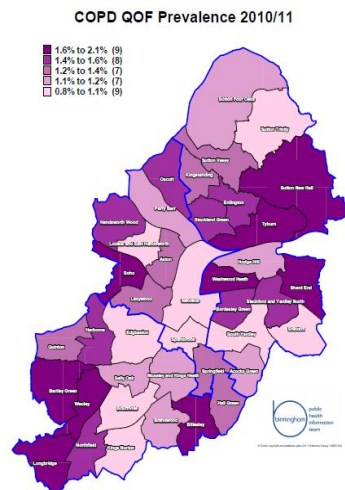 COPD QOF Prevalence 2010/11
1.6% to 2.1% (9)
1.4% to 1.6% (8)
1.2% to 1.4% (7)
1.1% to 1.2% (7)
0.8% to 1.1% (9)
Sutton Four Oaks
Sutton Trinity
Sutton Vesey
Sutton New Hall
Oscott
Kingstanding
Erdington
Perry Barr
Stockland Green
Tyburn
Handsworth Wood
Lozells and East Handsworth
Aston
Hodge Hill
Soho
Washwood Heath
Shard End
Ladywood
Nechells
Bordesley Green
Stechford and Yardley North
Harborne
Edgbaston
South Yardley
Sheldon
Quinton
Sparkbrook
Bartley Green
Selly Oak
Moseley and Kings Heath
Springfield
Acocks Green
Weoley
Bournville
Brandwood
Hall Green
Billesley
Northfield
Kings Norton
Longbridge
birmingham
public
health
information
team